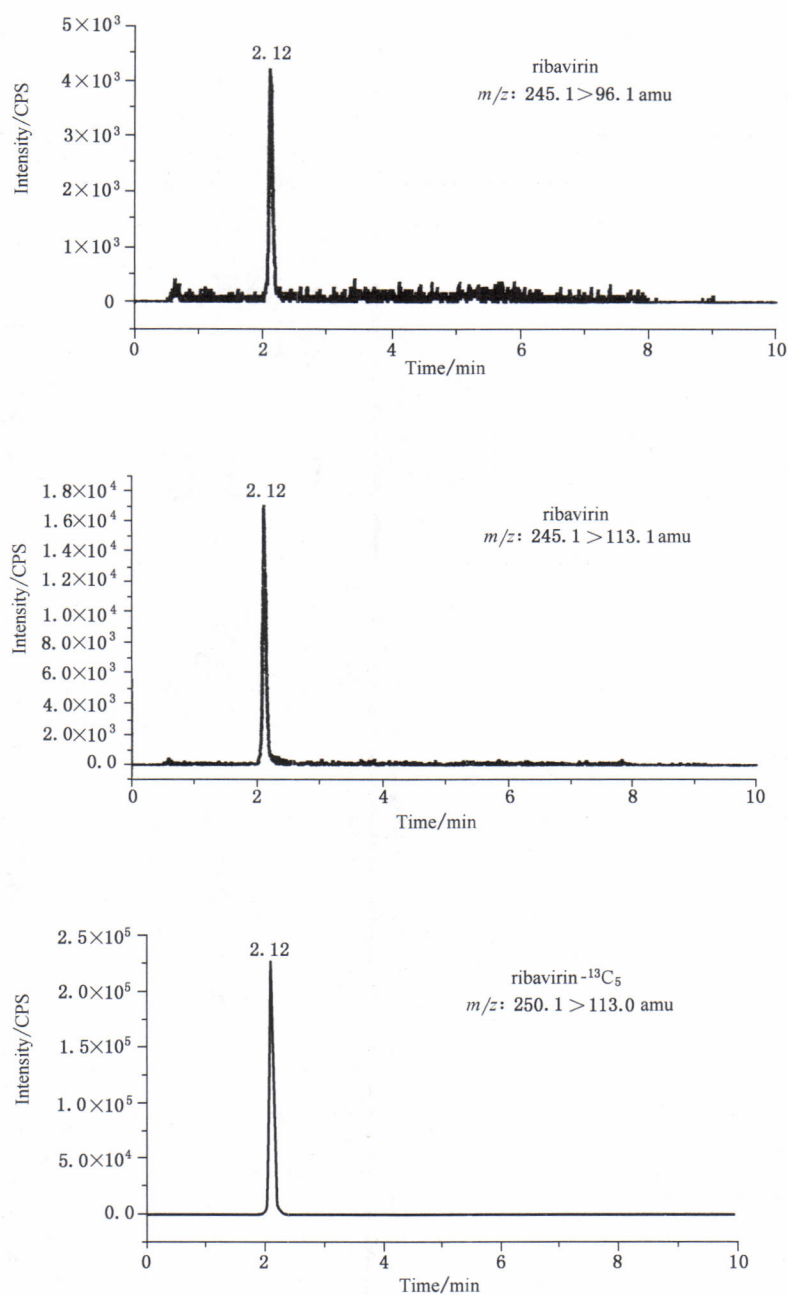 5×10³
4×10³
3×10³
2×10³
1×10³
0
Intensity/CPS
2.12
ribavirin
m/z: 245.1>96.1 amu
0 2 4 6 8 10
Time/min
1.8×10⁴
1.6×10⁴
1.4×10⁴
1.2×10⁴
1.0×10⁴
8.0×10³
6.0×10³
4.0×10³
2.0×10³
0.0
Intensity/CPS
2.12
ribavirin
m/z: 245.1>113.1 amu
0 2 4 6 8 10
Time/min
2.5×10⁵
2.0×10⁵
1.5×10⁵
1.0×10⁵
5.0×10⁴
0.0
Intensity/CPS
2.12
ribavirin-¹³C₅
m/z: 250.1>113.0 amu
0 2 4 6 8 10
Time/min